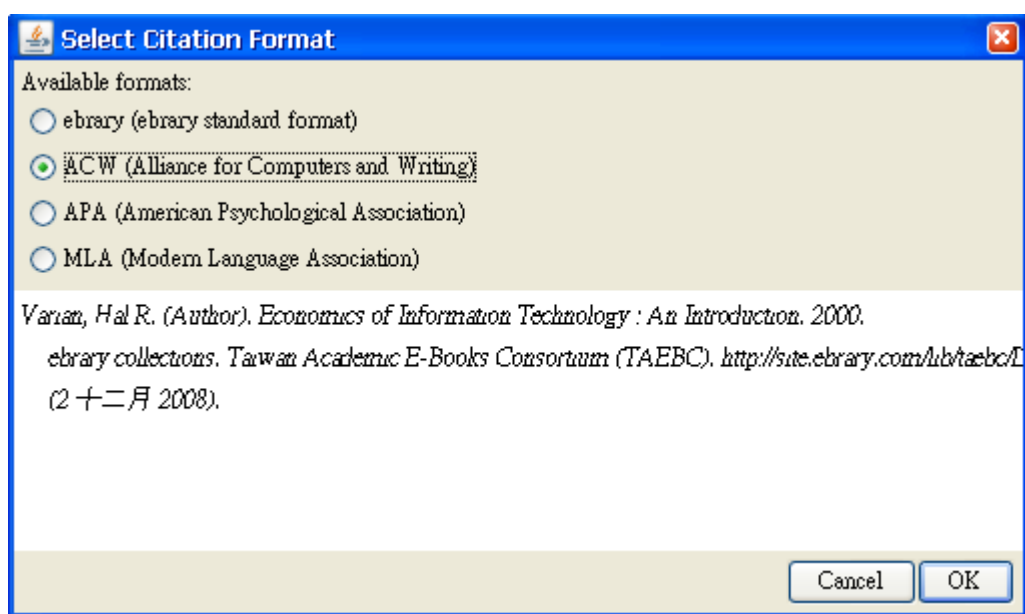 Select Citation Format
Available formats:
ebrary (ebrary standard format)
ACW (Alliance for Computers and Writing)
APA (American Psychological Association)
MLA (Modern Language Association)
Varian, Hal R. (Author). Economics of Information Technology : An Introduction. 2000.
ebrary collections. Taiwan Academic E-Books Consortium (TAEBC). http://site.ebrary.com/lib/taebc/D
(2 十二月 2008).
Cancel
OK